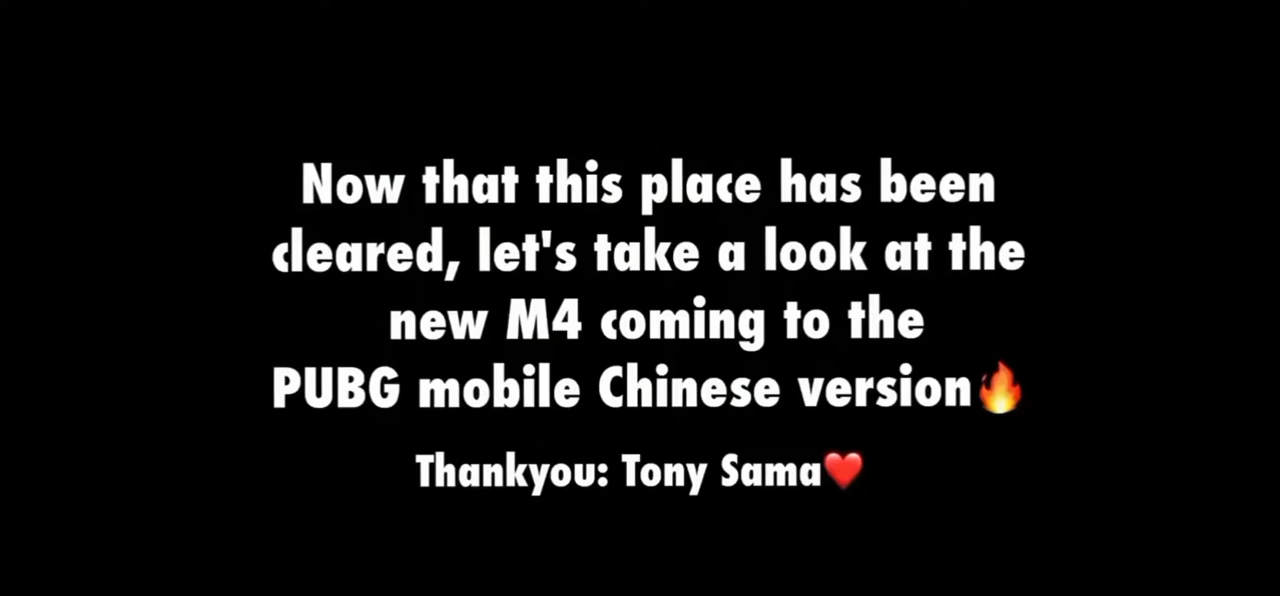 Now that this place has been
cleared, let's take a look at the
new M4 coming to the
PUBG mobile Chinese version🔥
Thankyou: Tony Sama❤️